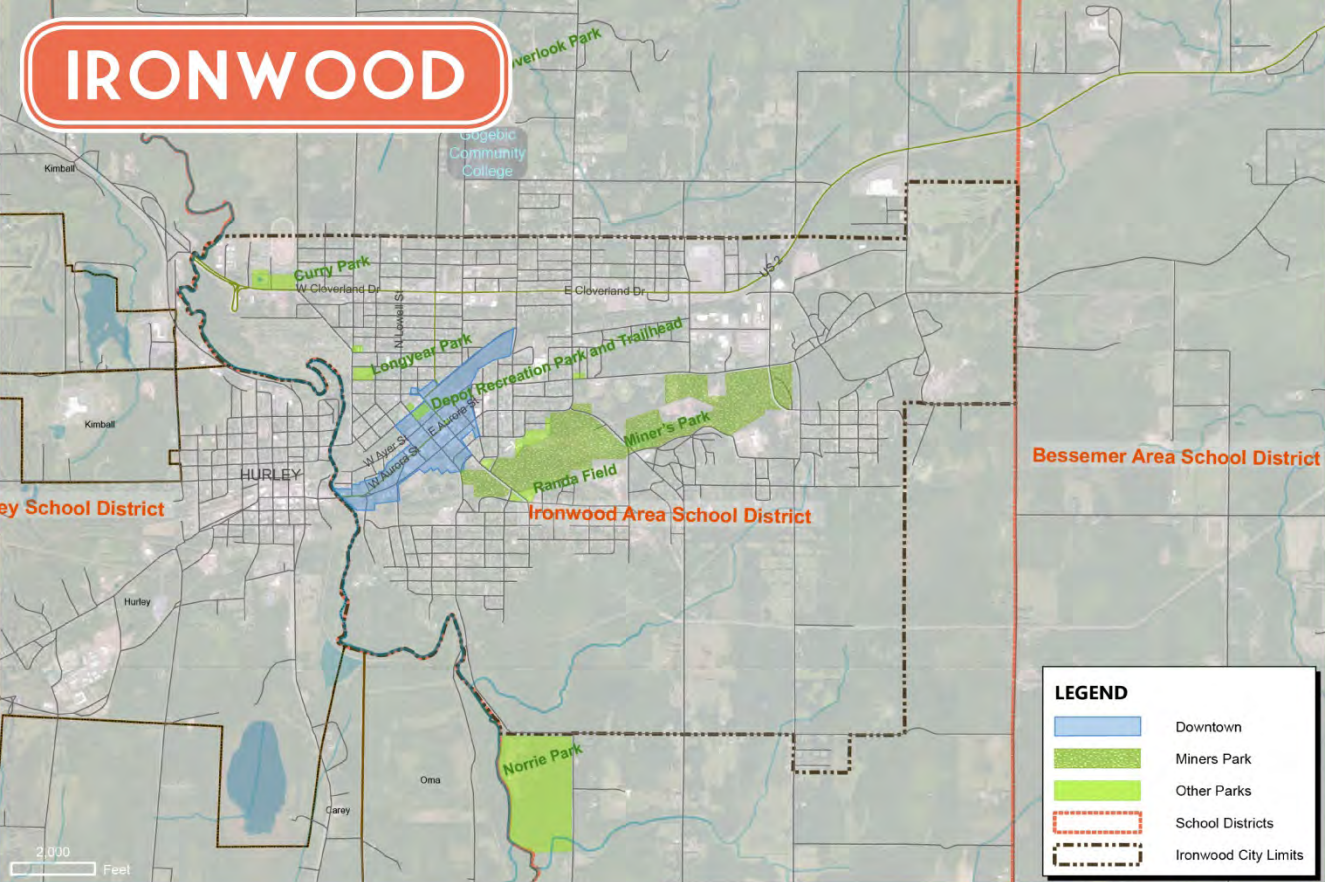 IRONWOOD
verlook Park
Gogebic
Community
College
Kimball
Curry Park
W Cloverland Dr
E Cloverland Dr
US-2
N Lowell St
Longyear Park
Depot Recreation Park and Trailhead
E Aurora St
W Ayer St
W Aurora St
Miner's Park
Kimball
HURLEY
Randa Field
Bessemer Area School District
ey School District
Ironwood Area School District
Hurley
Norrie Park
Oma
Carey
2,000
Feet
LEGEND
Downtown
Miners Park
Other Parks
School Districts
Ironwood City Limits